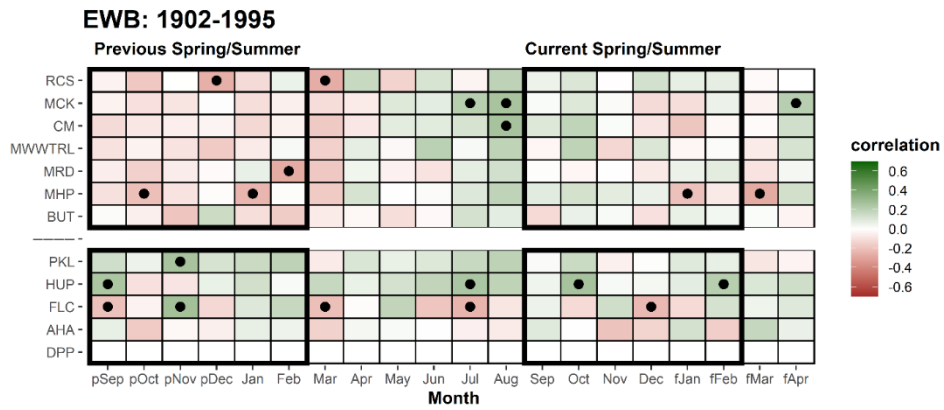 EWB: 1902-1995
Previous Spring/Summer
Current Spring/Summer
RCS
MCK
CM
MWWTRL
MRD
MHP
BUT
————
PKL
HUP
FLC
AHA
DPP
pSep pOct pNov pDec Jan Feb Mar Apr May Jun Jul Aug Sep Oct Nov Dec fJan fFeb fMar fApr
Month
correlation
0.6
0.4
0.2
0.0
-0.2
-0.4
-0.6